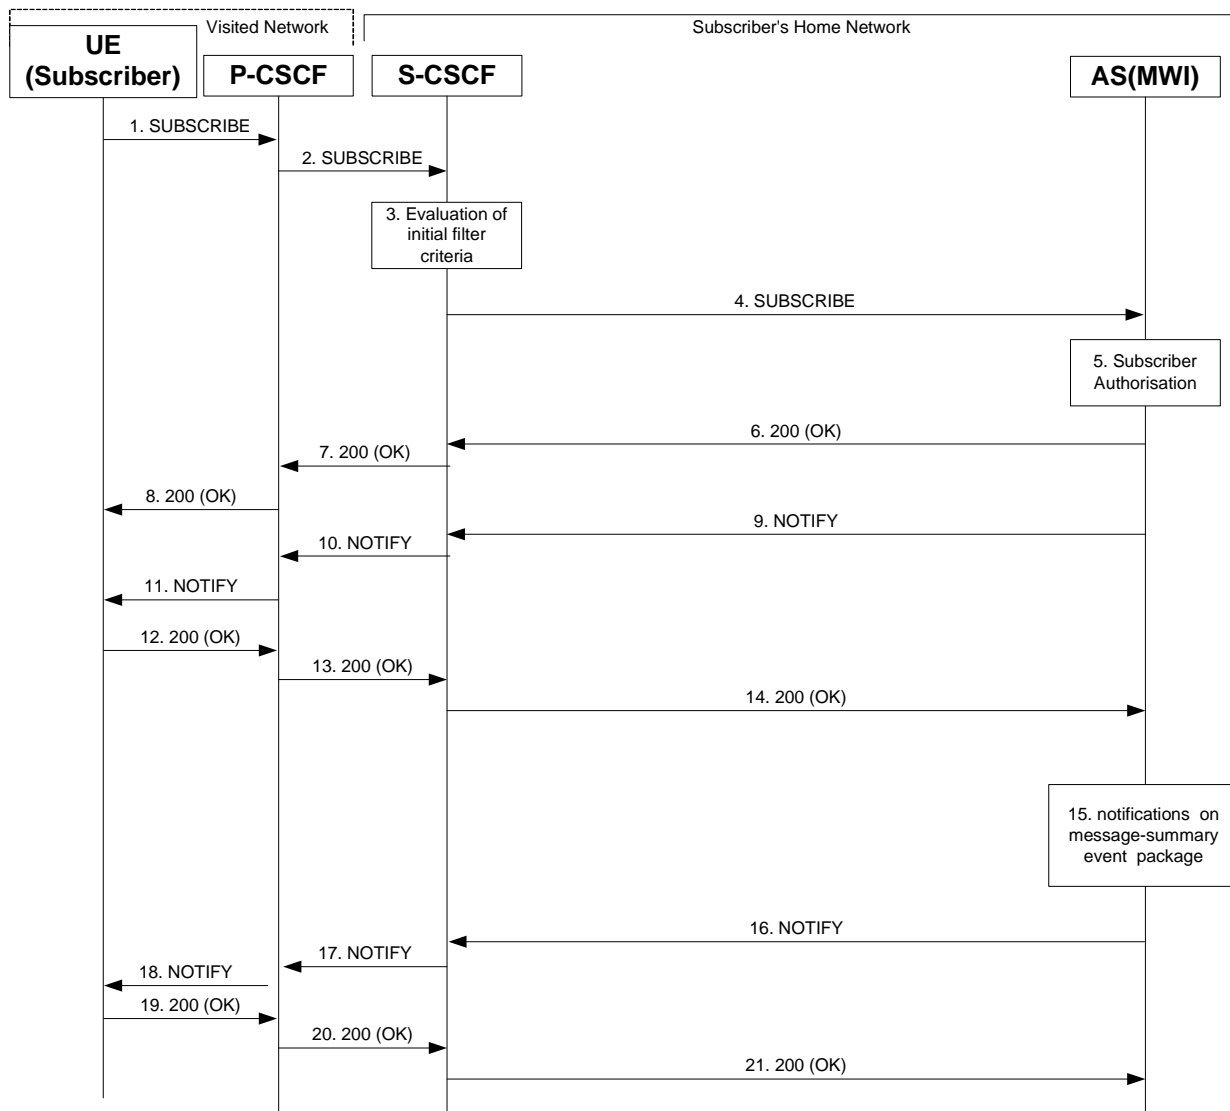 Visited Network
Subscriber's Home Network
UE
(Subscriber)
P-CSCF
S-CSCF
AS(MWI)
1. SUBSCRIBE
2. SUBSCRIBE
3. Evaluation of
initial filter
criteria
4. SUBSCRIBE
5. Subscriber
Authorisation
6. 200 (OK)
7. 200 (OK)
8. 200 (OK)
9. NOTIFY
10. NOTIFY
11. NOTIFY
12. 200 (OK)
13. 200 (OK)
14. 200 (OK)
15. notifications on
message-summary
event package
16. NOTIFY
17. NOTIFY
18. NOTIFY
19. 200 (OK)
20. 200 (OK)
21. 200 (OK)